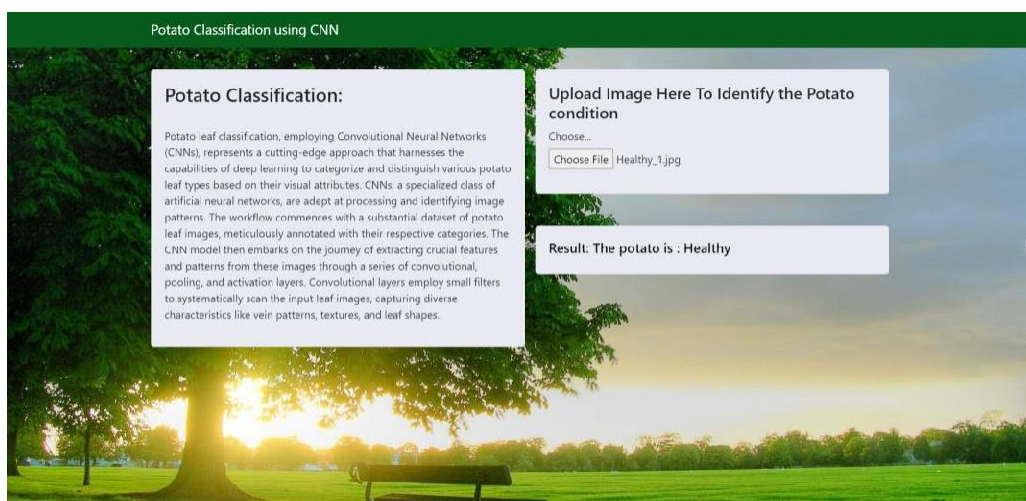 Potato Classification using CNN
Potato Classification:
Potato leaf classification, employing Convolutional Neural Networks
(CNNs), represents a cutting-edge approach that harnesses the
capabilities of deep learning to categorize and distinguish various potato
leaf types based on their visual attributes. CNNs, a specialized class of
artificial neural networks, are adept at processing and identifying image
patterns. The workflow commences with a substantial dataset of potato
leaf images, meticulously annotated with their respective categories. The
CNN model then embarks on the journey of extracting crucial features
and patterns from these images through a series of convolutional,
pooling, and activation layers. Convolutional layers employ small filters
to systematically scan the input leaf images, capturing diverse
characteristics like vein patterns, textures, and leaf shapes.
Upload Image Here To Identify the Potato
condition
Choose...
Choose File Healthy_1.jpg
Result: The potato is : Healthy